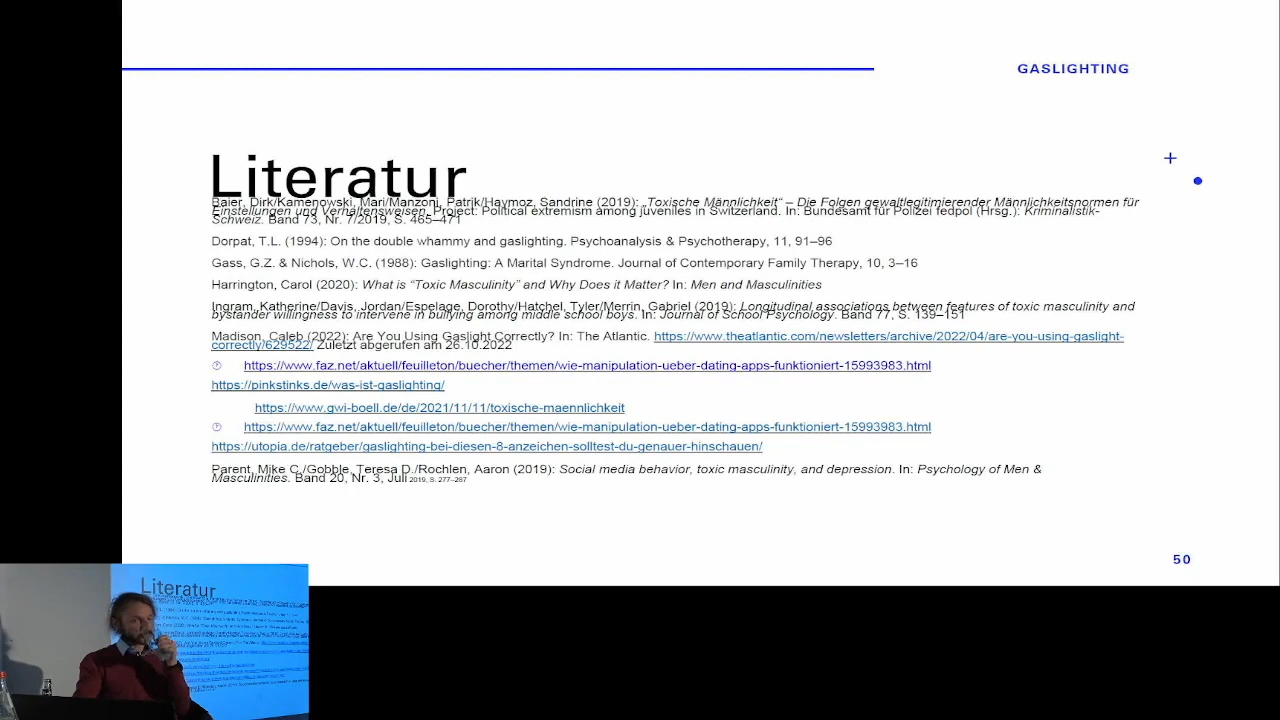 GASLIGHTING
Literatur
Baier, Dirk/Kamenowski, Mari/Manzoni, Patrik/Haymoz, Sandrine (2019): „Toxische Männlichkeit“ – Die Folgen gewaltlegitimierender Männlichkeitsnormen für
Einstellungen und Verhaltensweisen. Project: Political extremism among juveniles in Switzerland. In: Bundesamt für Polizei fedpol (Hrsg.): Kriminalistik-
Schweiz. Band 73, Nr. 7/2019, S. 465–471
Dorpat, T.L. (1994): On the double whammy and gaslighting. Psychoanalysis & Psychotherapy, 11, 91–96
Gass, G.Z. & Nichols, W.C. (1988): Gaslighting: A Marital Syndrome. Journal of Contemporary Family Therapy, 10, 3–16
Harrington, Carol (2020): What is “Toxic Masculinity” and Why Does it Matter? In: Men and Masculinities
Ingram, Katherine/Davis, Jordan/Espelage, Dorothy/Hatchel, Tyler/Merrin, Gabriel (2019): Longitudinal associations between features of toxic masculinity and
bystander willingness to intervene in bullying among middle school boys. In: Journal of School Psychology. Band 77, S. 139–151
Madison, Caleb (2022): Are You Using Gaslight Correctly? In: The Atlantic. https://www.theatlantic.com/newsletters/archive/2022/04/are-you-using-gaslight-
correctly/629522/ Zuletzt abgerufen am 26.10.2022
https://www.faz.net/aktuell/feuilleton/buecher/themen/wie-manipulation-ueber-dating-apps-funktioniert-15993983.html
https://pinkstinks.de/was-ist-gaslighting/
https://www.gwi-boell.de/de/2021/11/11/toxische-maennlichkeit
https://www.faz.net/aktuell/feuilleton/buecher/themen/wie-manipulation-ueber-dating-apps-funktioniert-15993983.html
https://utopia.de/ratgeber/gaslighting-bei-diesen-8-anzeichen-solltest-du-genauer-hinschauen/
Parent, Mike C./Gobble, Teresa D./Rochlen, Aaron (2019): Social media behavior, toxic masculinity, and depression. In: Psychology of Men &
Masculinities. Band 20, Nr. 3, Juli 2019, S. 277–287
50
Literatur